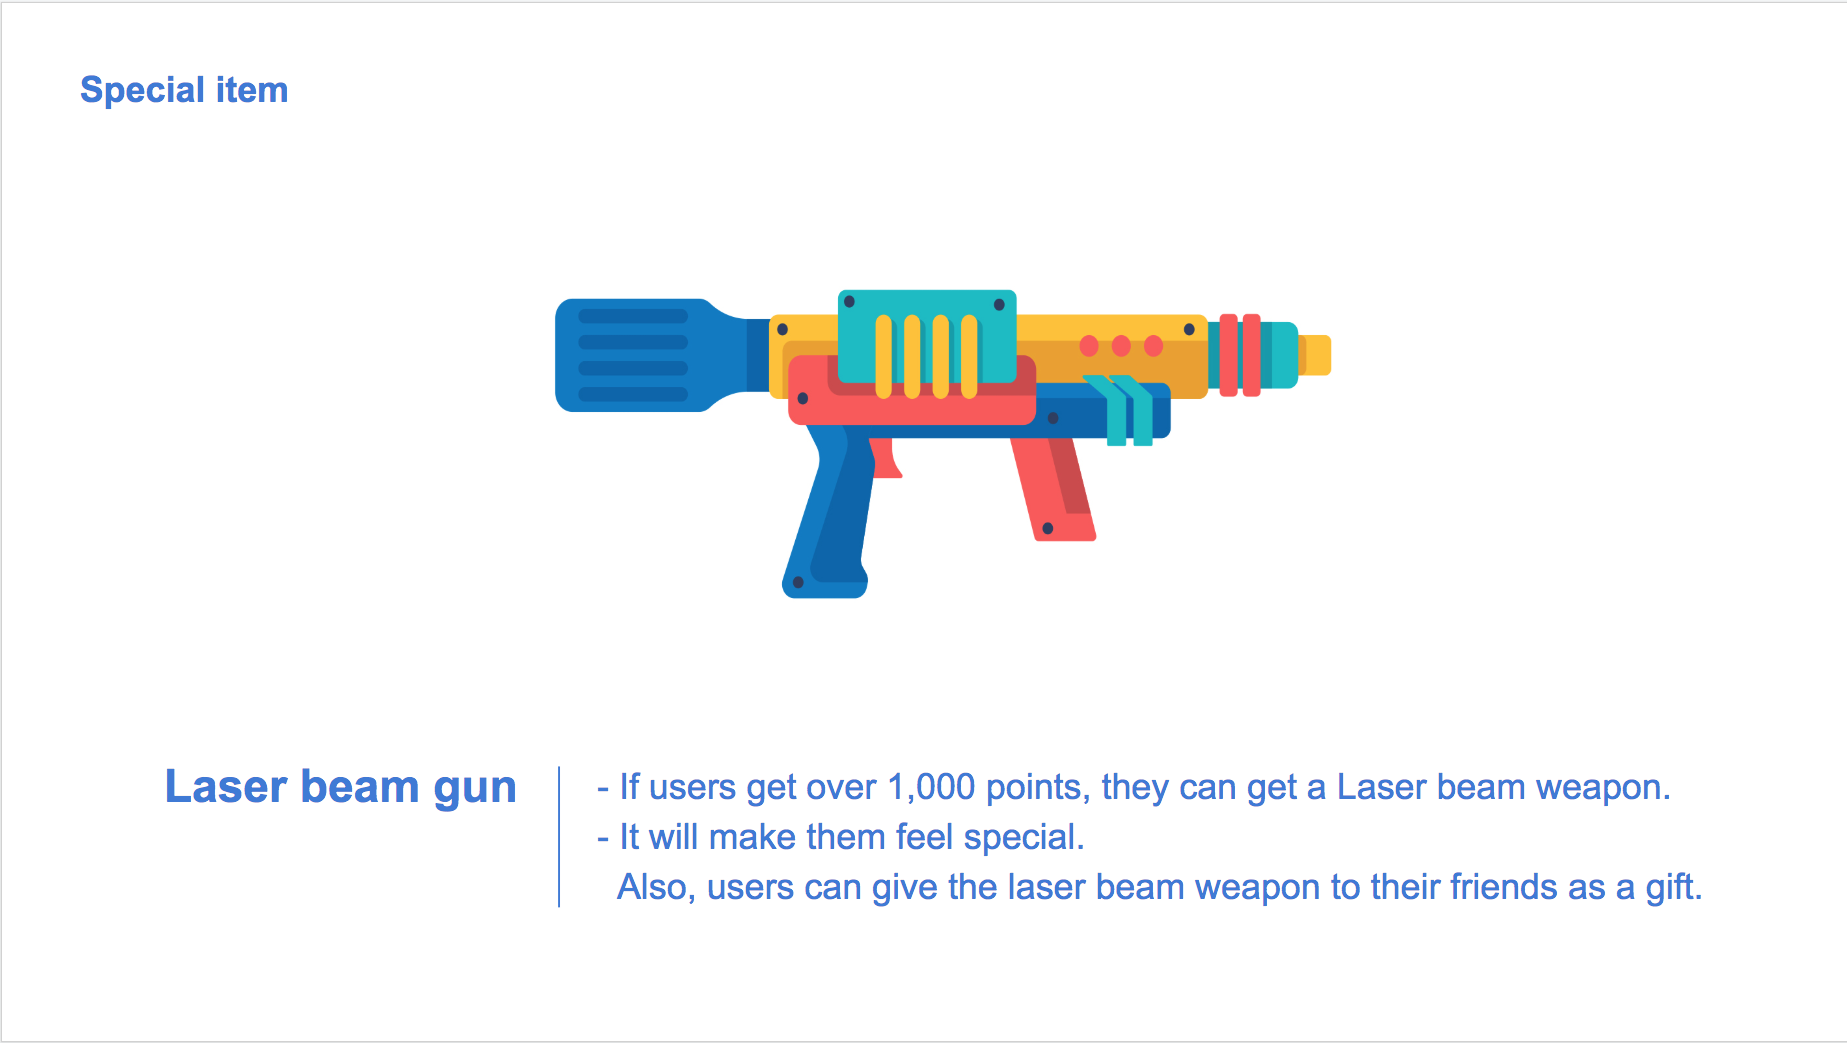 Special item
Laser beam gun
- If users get over 1,000 points, they can get a Laser beam weapon.
- It will make them feel special.
Also, users can give the laser beam weapon to their friends as a gift.